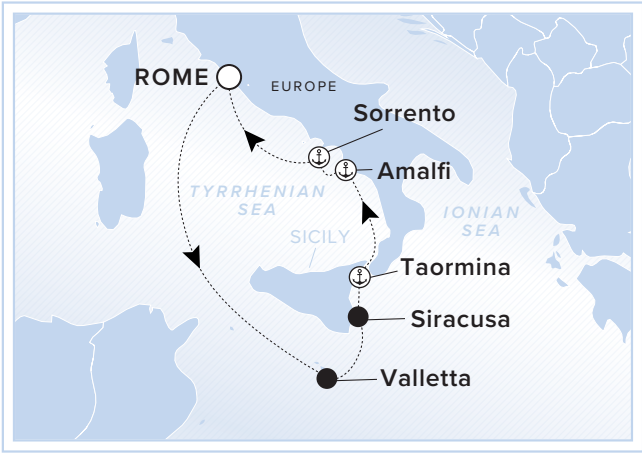 ROME
EUROPE
Sorrento
Amalfi
TYRRHENIAN
SEA
IONIAN
SEA
SICILY
Taormina
Siracusa
Valletta